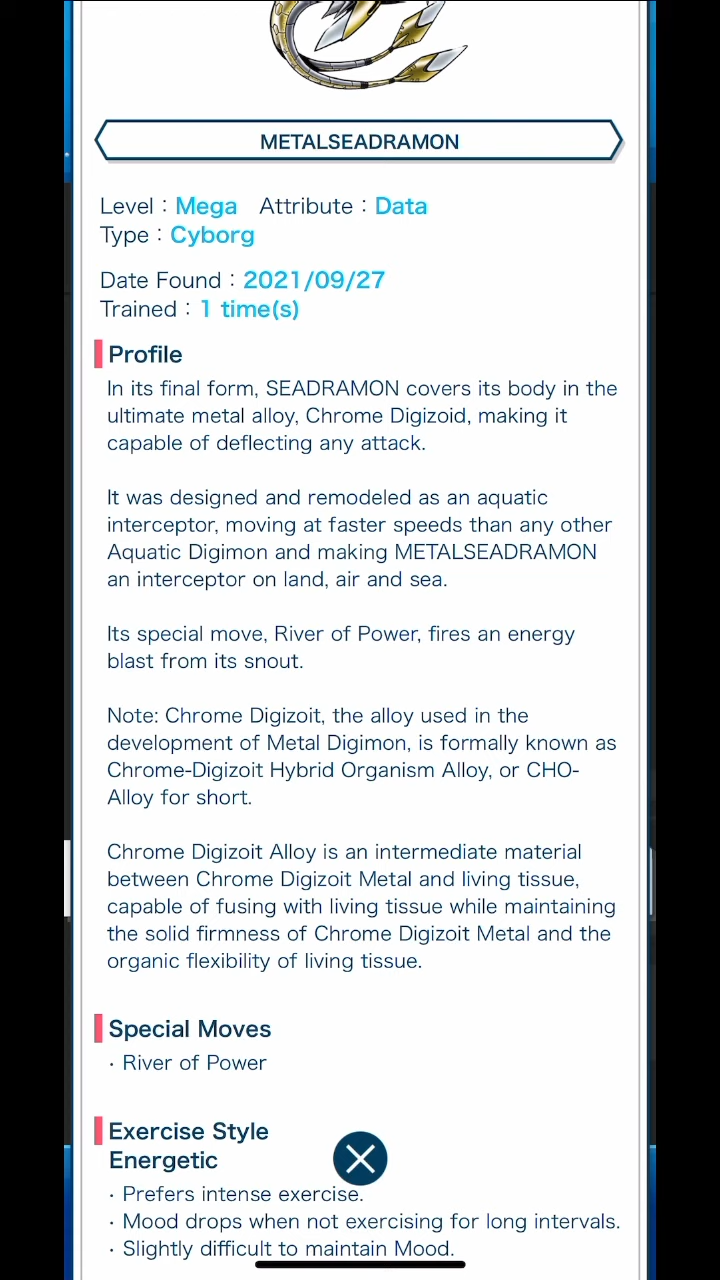 METALSEADRAMON
Level : Mega Attribute : Data
Type : Cyborg
Date Found : 2021/09/27
Trained : 1 time(s)
Profile
In its final form, SEADRAMON covers its body in the
ultimate metal alloy, Chrome Digizoid, making it
capable of deflecting any attack.
It was designed and remodeled as an aquatic
interceptor, moving at faster speeds than any other
Aquatic Digimon and making METALSEADRAMON
an interceptor on land, air and sea.
Its special move, River of Power, fires an energy
blast from its snout.
Note: Chrome Digizoit, the alloy used in the
development of Metal Digimon, is formally known as
Chrome-Digizoit Hybrid Organism Alloy, or CHO-
Alloy for short.
Chrome Digizoit Alloy is an intermediate material
between Chrome Digizoit Metal and living tissue,
capable of fusing with living tissue while maintaining
the solid firmness of Chrome Digizoit Metal and the
organic flexibility of living tissue.
Special Moves
· River of Power
Exercise Style
Energetic
· Prefers intense exercise.
· Mood drops when not exercising for long intervals.
· Slightly difficult to maintain Mood.